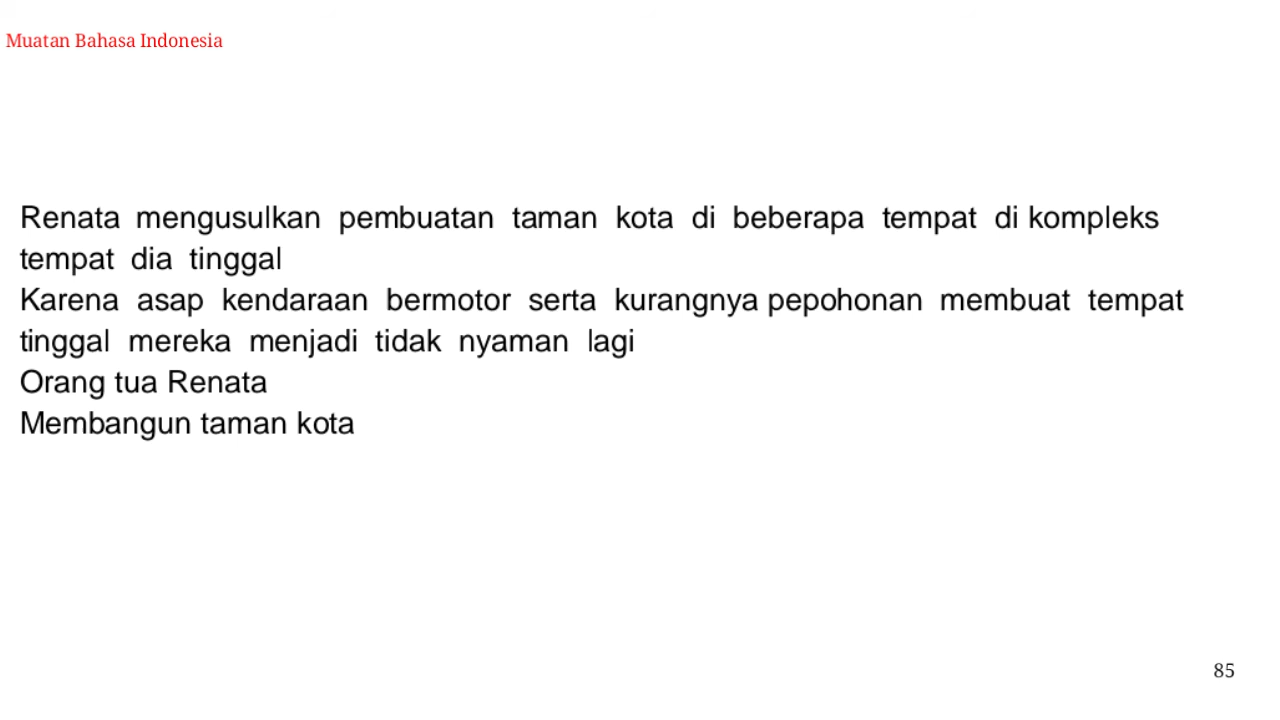 Muatan Bahasa Indonesia
Renata mengusulkan pembuatan taman kota di beberapa tempat di kompleks
tempat dia tinggal
Karena asap kendaraan bermotor serta kurangnya pepohonan membuat tempat
tinggal mereka menjadi tidak nyaman lagi
Orang tua Renata
Membangun taman kota
85